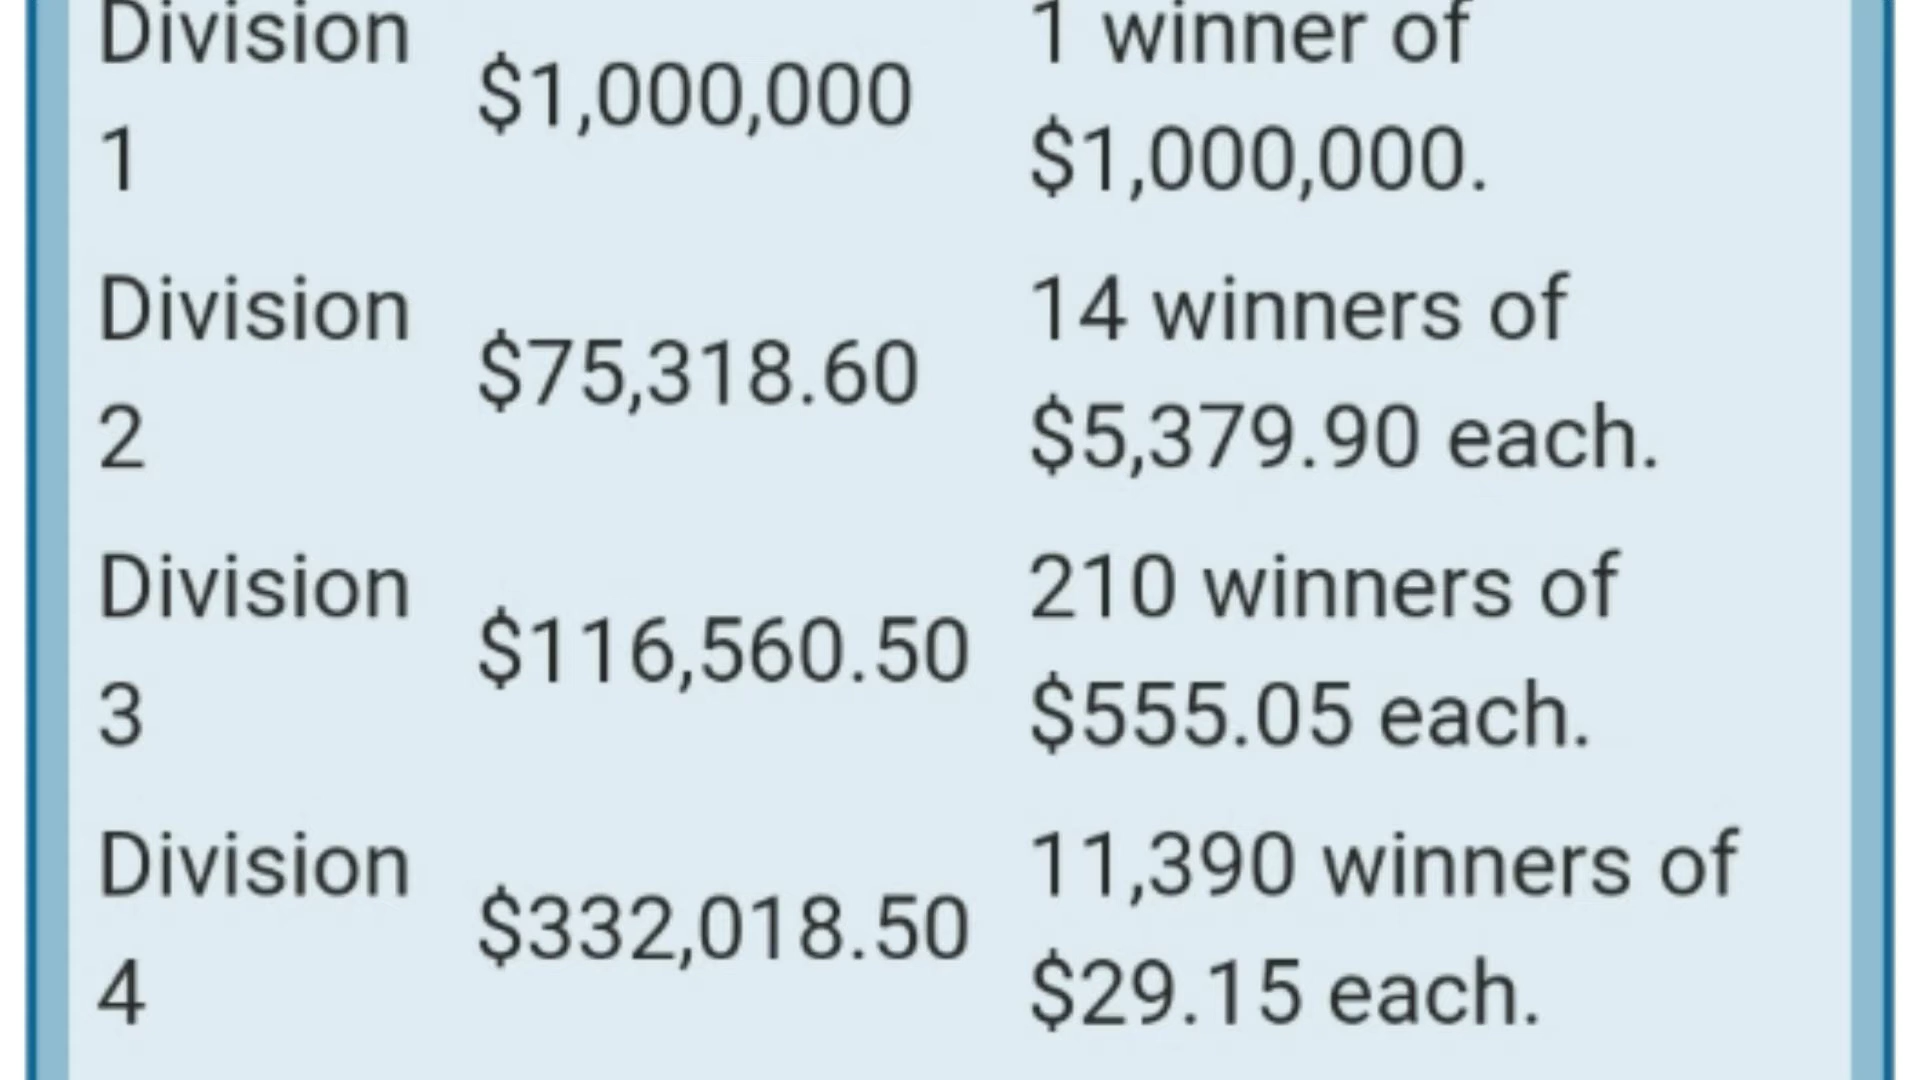 Division 1 $1,000,000 1 winner of $1,000,000.
Division 2 $75,318.60 14 winners of $5,379.90 each.
Division 3 $116,560.50 210 winners of $555.05 each.
Division 4 $332,018.50 11,390 winners of $29.15 each.